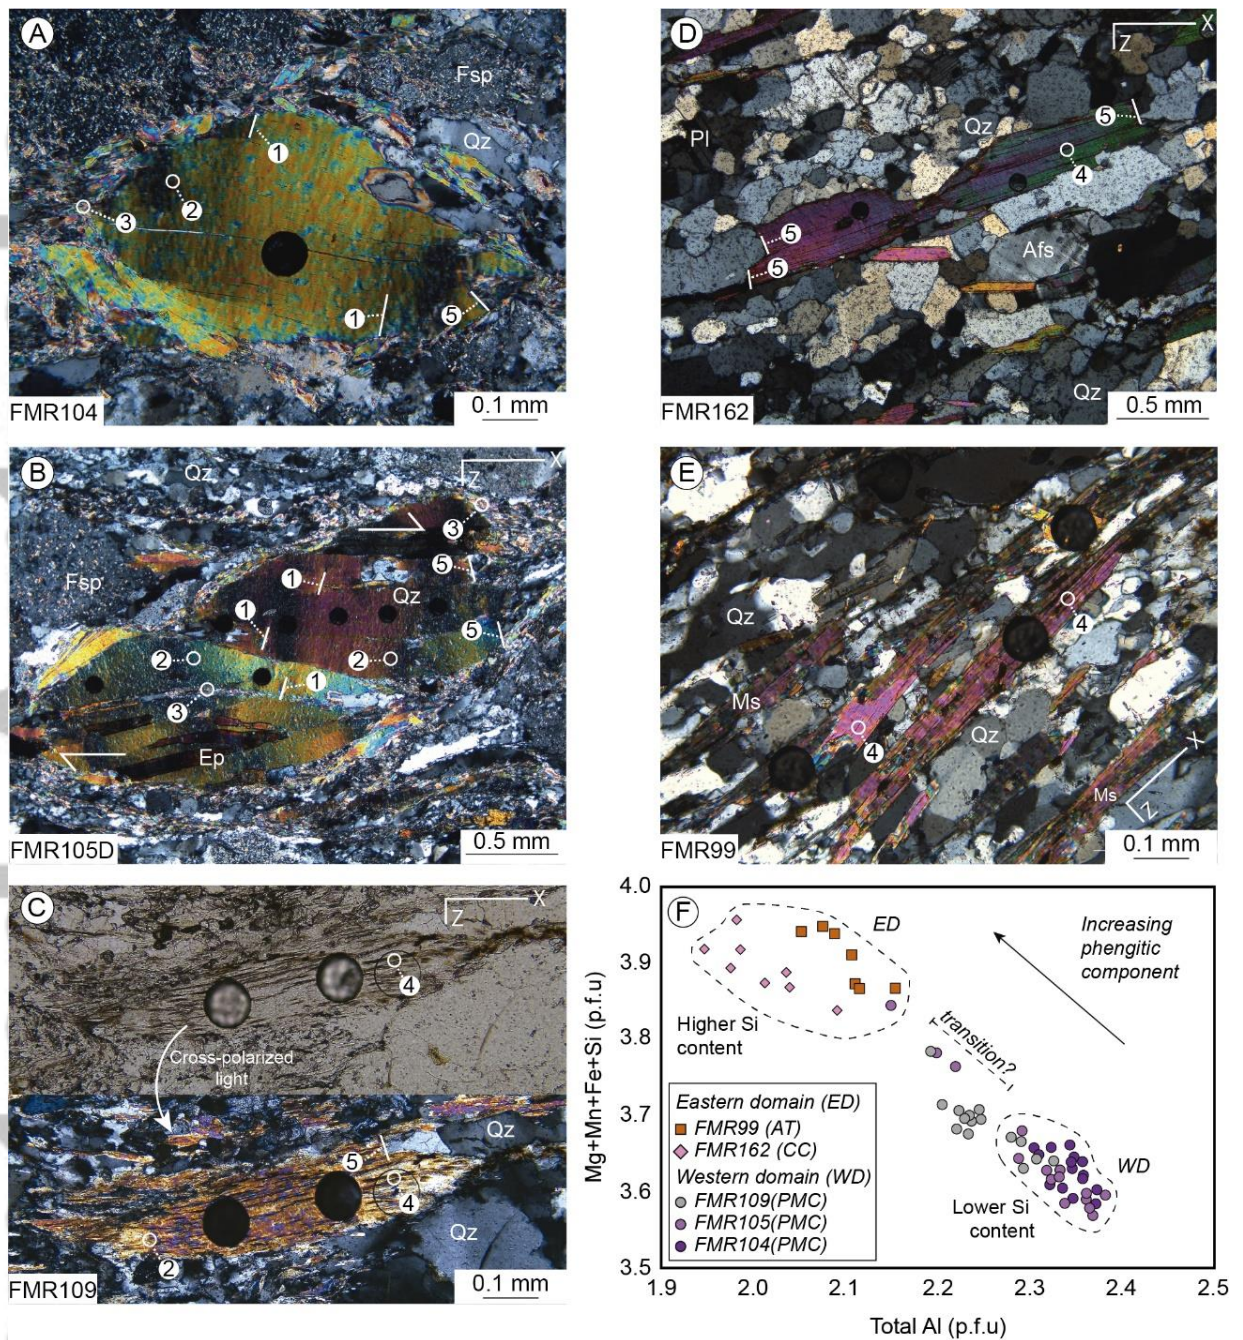 A
Fsp
Qz
1
2
3
1
5
FMR104
0.1 mm
B
Qz
X
Z
3
Fsp
1
5
Qz
1
5
2
2
1
3
Ep
FMR105D
0.5 mm
C
X
Z
4
Cross-polarized
light
Qz
5
4
2
Qz
FMR109
0.1 mm
D
X
Z
5
Pl
Qz
4
5
5
Afs
Qz
FMR162
0.5 mm
E
Qz
4
Ms
4
Qz
X
Ms
Z
FMR99
0.1 mm
F
4.0
3.9
3.8
3.7
3.6
3.5
Mg+Mn+Fe+Si (p.f.u)
ED
Increasing
phengitic
component
Higher Si
content
transition?
Eastern domain (ED)
FMR99 (AT)
FMR162 (CC)
Western domain (WD)
FMR109(PMC)
FMR105(PMC)
FMR104(PMC)
WD
Lower Si
content
1.9 2.0 2.1 2.2 2.3 2.4 2.5
Total Al (p.f.u)